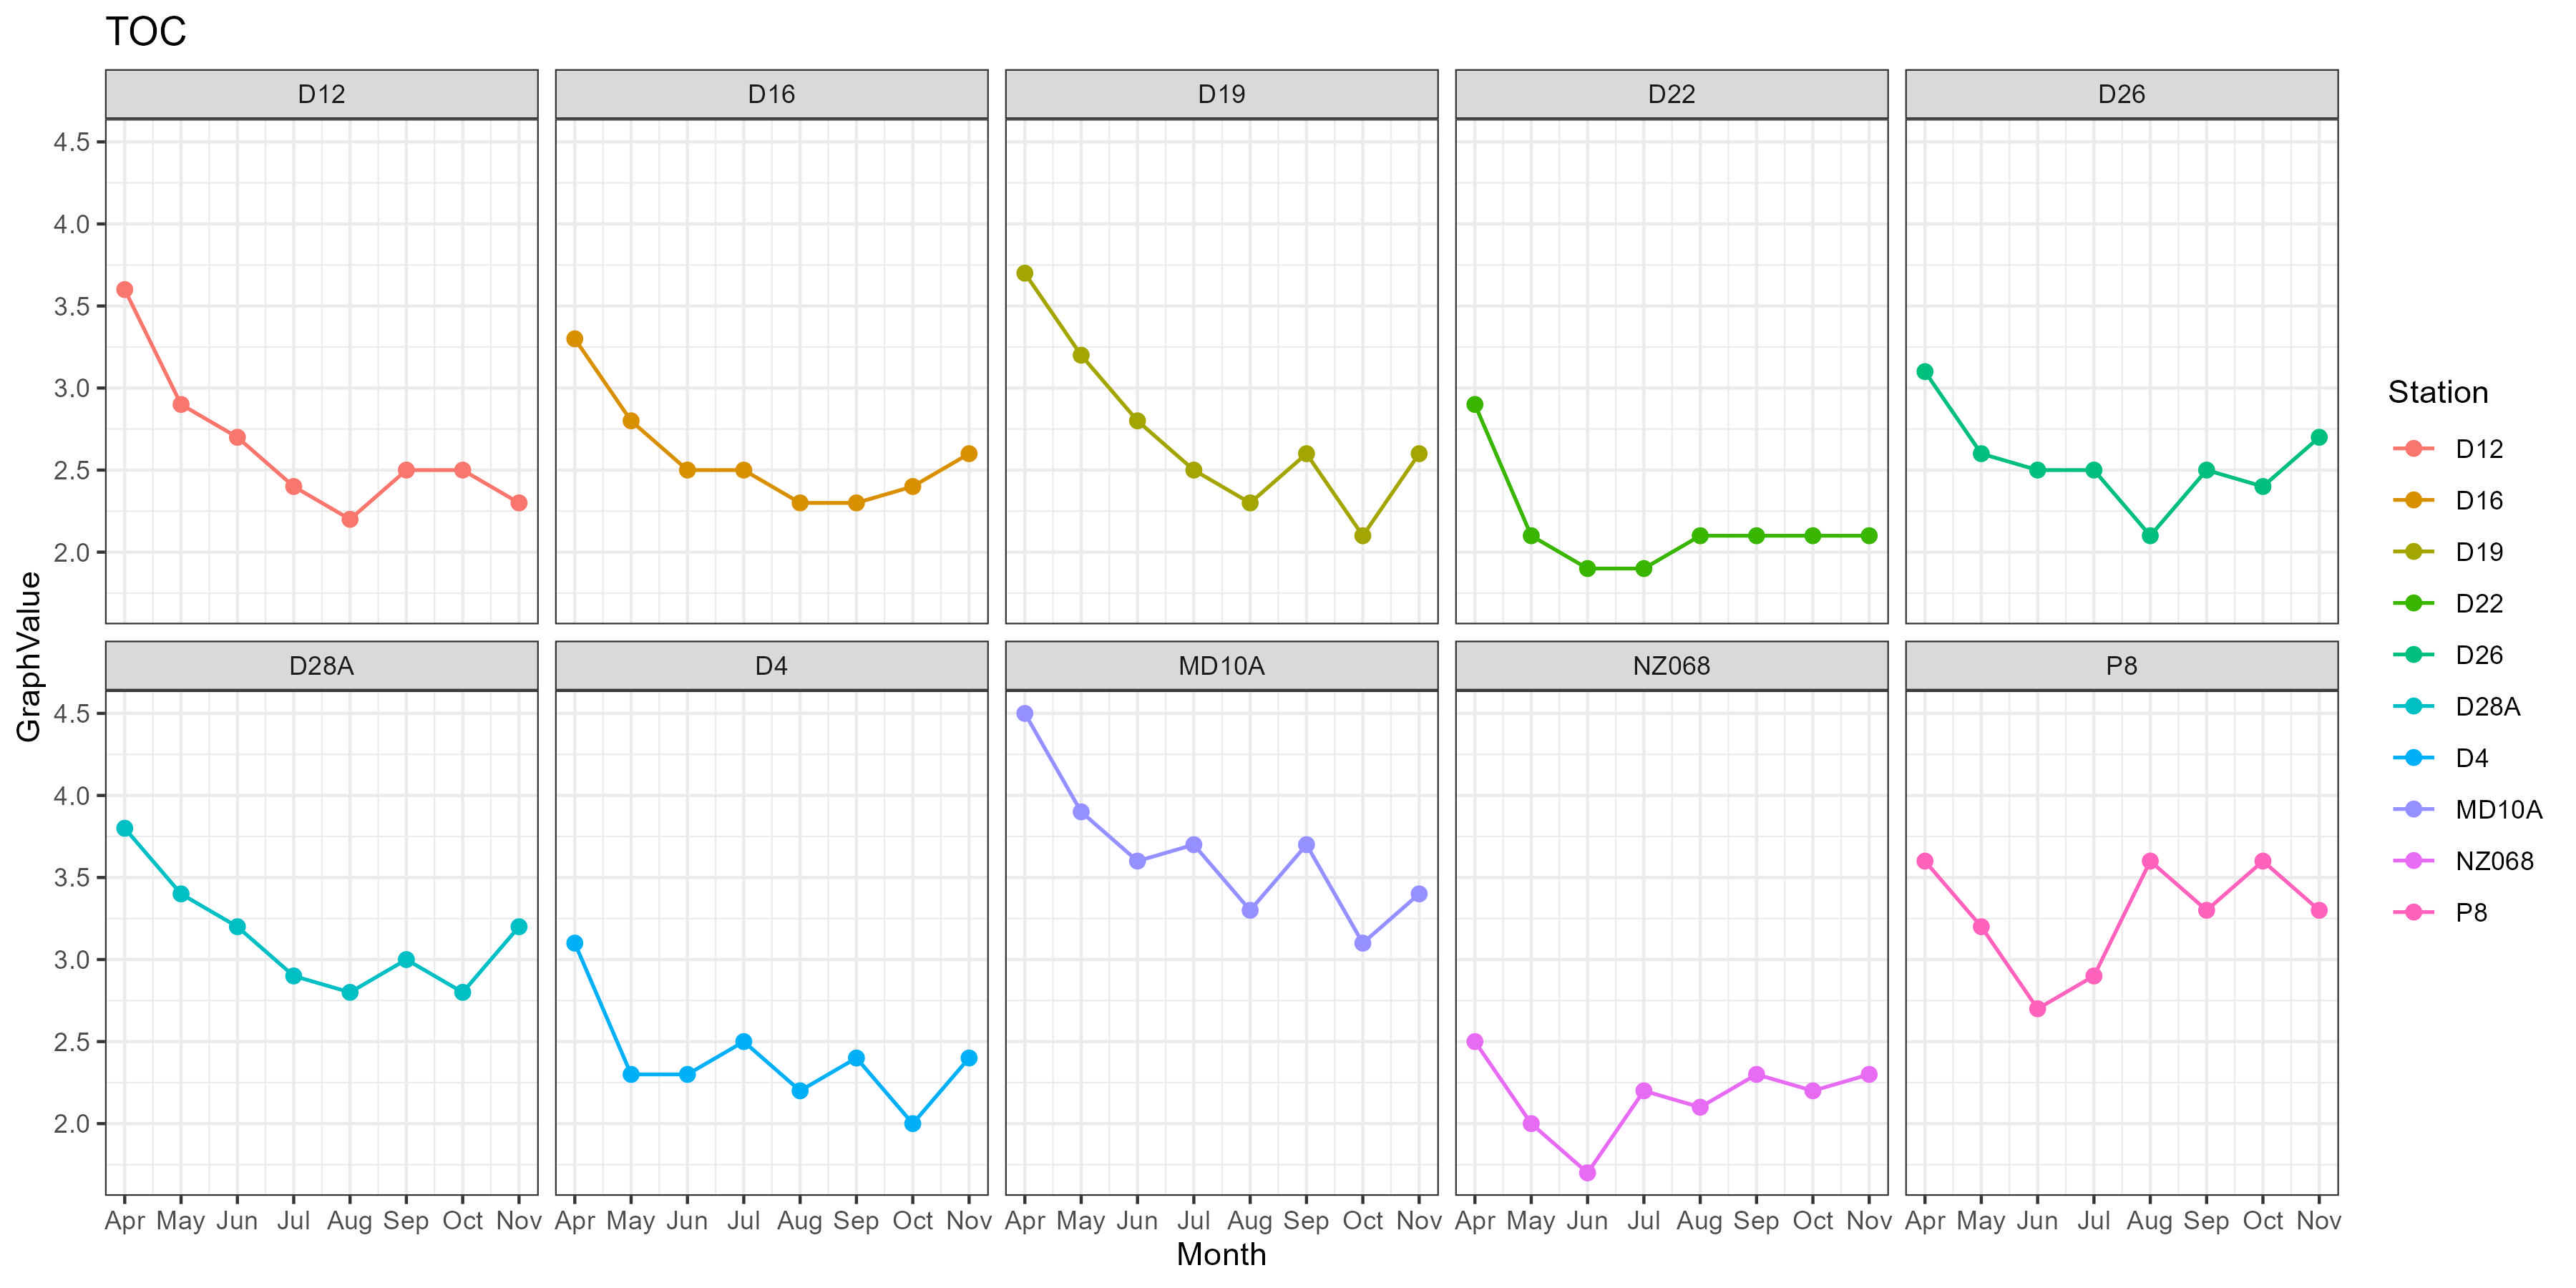 TOC
D12 D16 D19 D22 D26
4.5
4.0
3.5
3.0
2.5
2.0
D28A D4 MD10A NZ068 P8
4.5
4.0
3.5
3.0
2.5
2.0
GraphValue
Apr May Jun Jul Aug Sep Oct Nov Apr May Jun Jul Aug Sep Oct Nov Apr May Jun Jul Aug Sep Oct Nov Apr May Jun Jul Aug Sep Oct Nov Apr May Jun Jul Aug Sep Oct Nov
Month
Station
D12
D16
D19
D22
D26
D28A
D4
MD10A
NZ068
P8